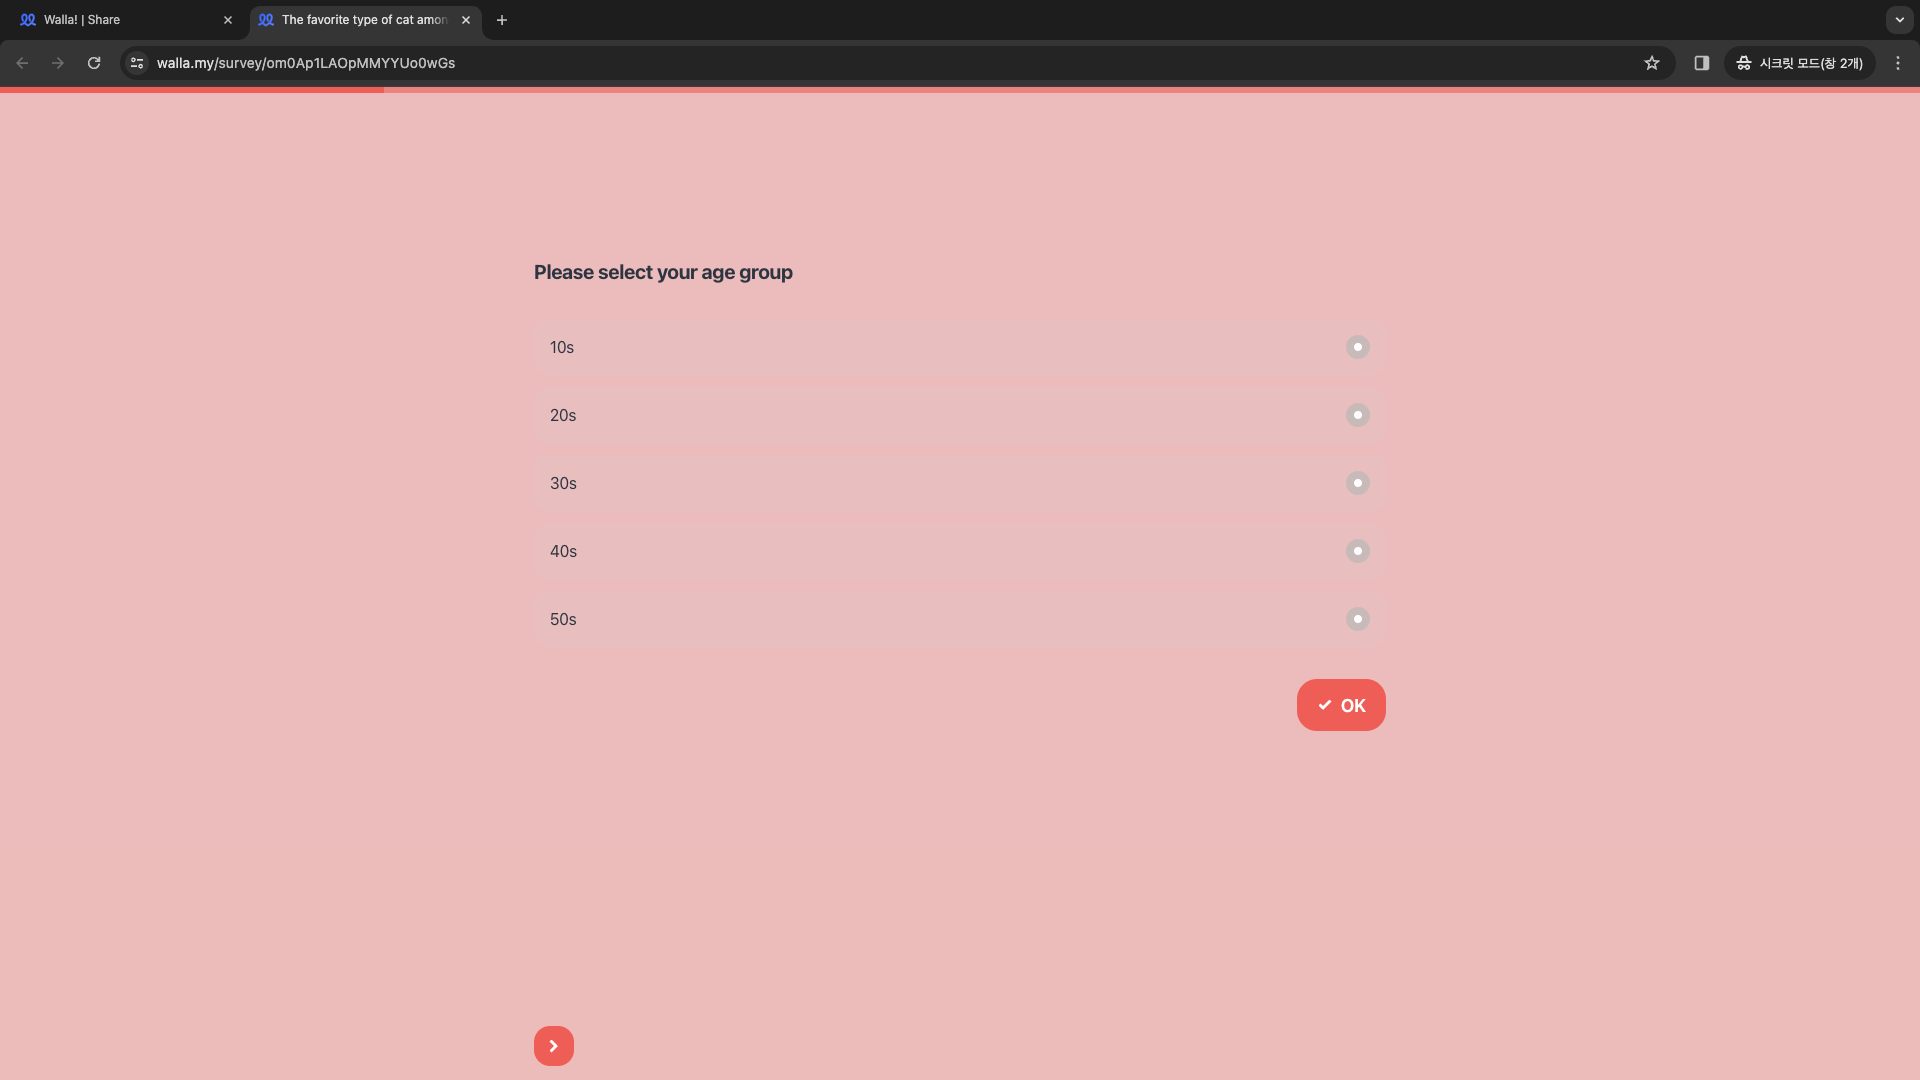 Walla! | Share
The favorite type of cat amon
walla.my/survey/om0Ap1LAOpMMYYUo0wGs
시크릿 모드(창 2개)
Please select your age group
10s
20s
30s
40s
50s
OK